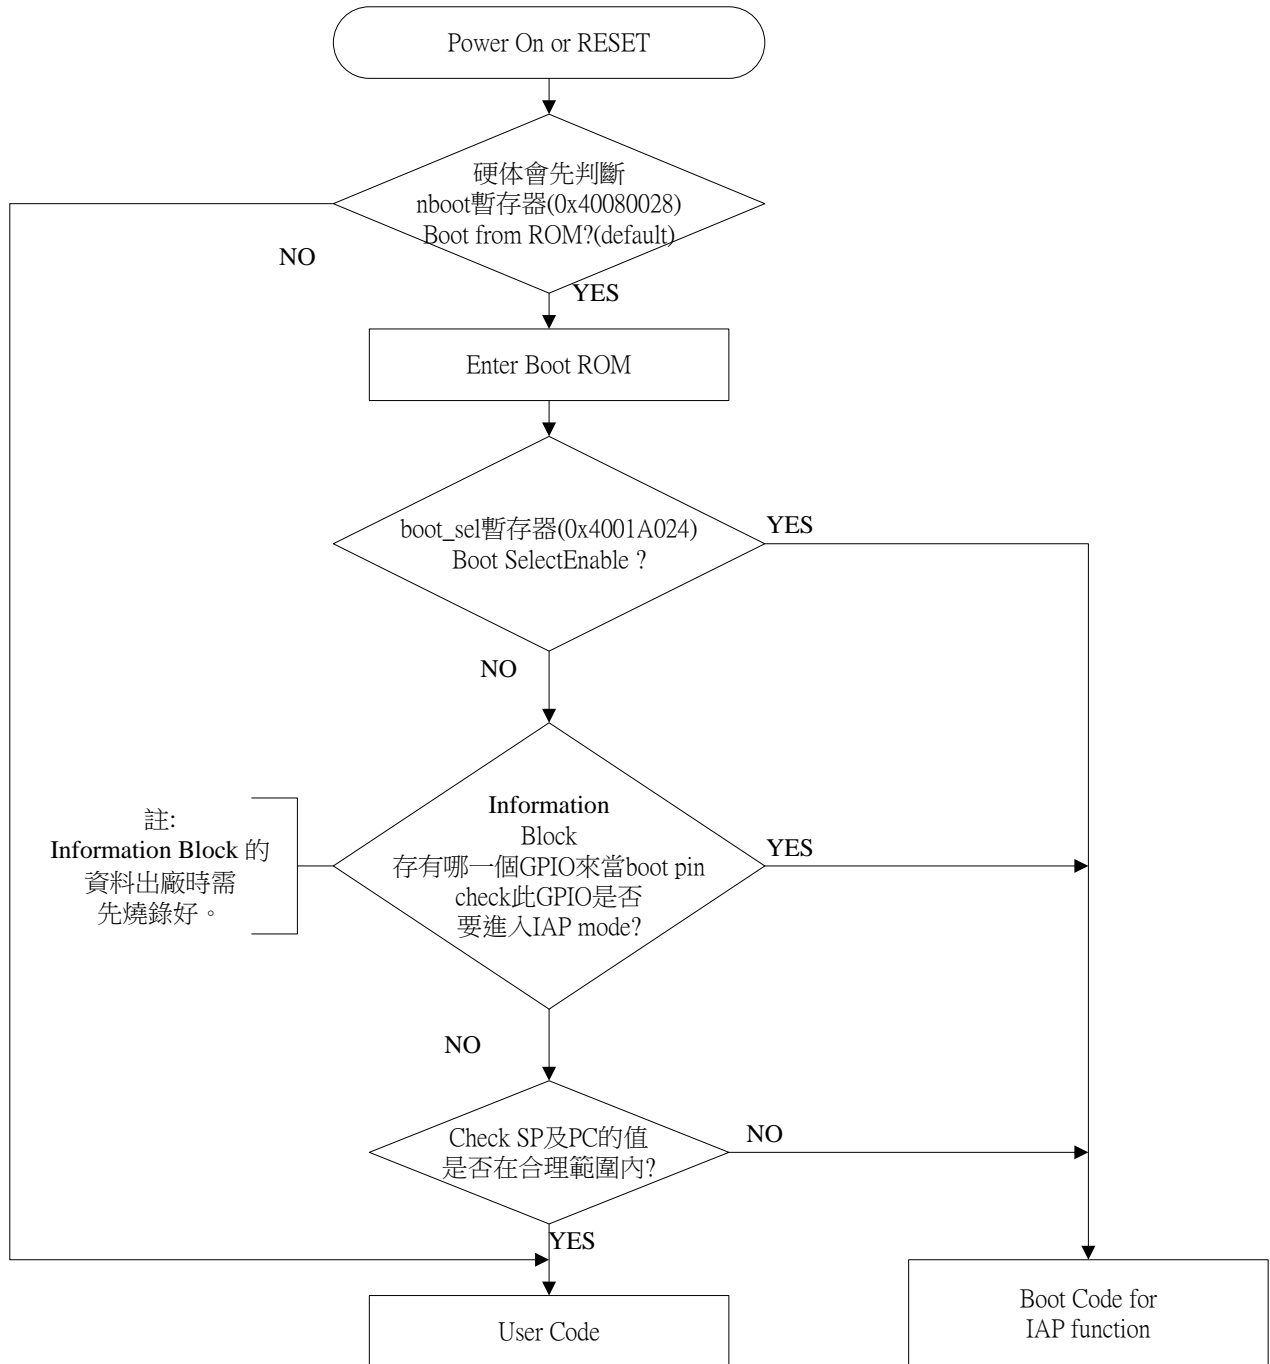 Power On or RESET
硬体會先判斷
nboot暫存器(0x40080028)
Boot from ROM?(default)
NO
YES
Enter Boot ROM
boot_sel暫存器(0x4001A024)
Boot SelectEnable ?
YES
NO
註:
Information Block 的
資料出廠時需
先燒錄好。
Information
Block
存有哪一個GPIO來當boot pin
check此GPIO是否
要進入IAP mode?
YES
NO
Check SP及PC的值
是否在合理範圍內?
NO
YES
User Code
Boot Code for
IAP function